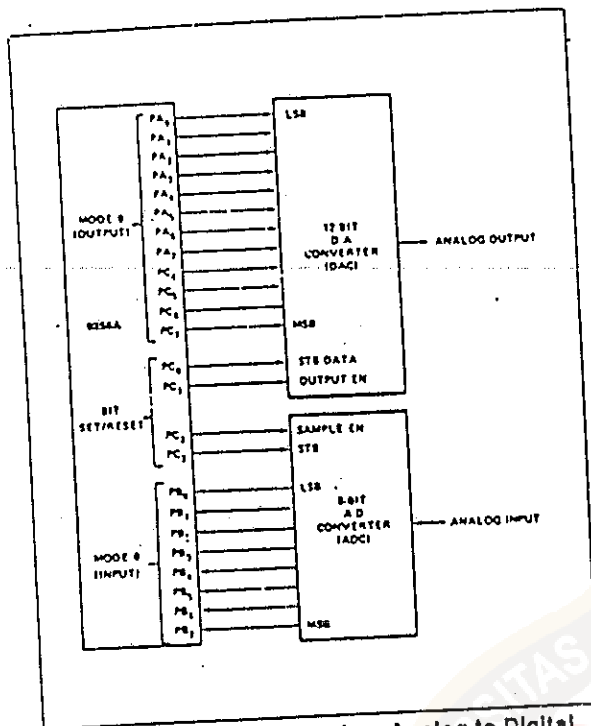 PA0
PA1
PA2
PA3
PA4
PA5
PA6
PA7
PC4
PC5
PC6
PC7
MODE 0
(OUTPUT)
LSB
12 BIT
D A
CONVERTER
(DAC)
MSB
ANALOG OUTPUT
PC0
PC1
STB DATA
OUTPUT EN
BIT
SET/RESET
PC2
PC3
SAMPLE EN
STB
PB0
PB1
PB2
PB3
PB4
PB5
PB6
PB7
MODE 0
(INPUT)
LSB
8-BIT
A D
CONVERTER
(ADC)
MSB
ANALOG INPUT
Analog to Digital
ITAS